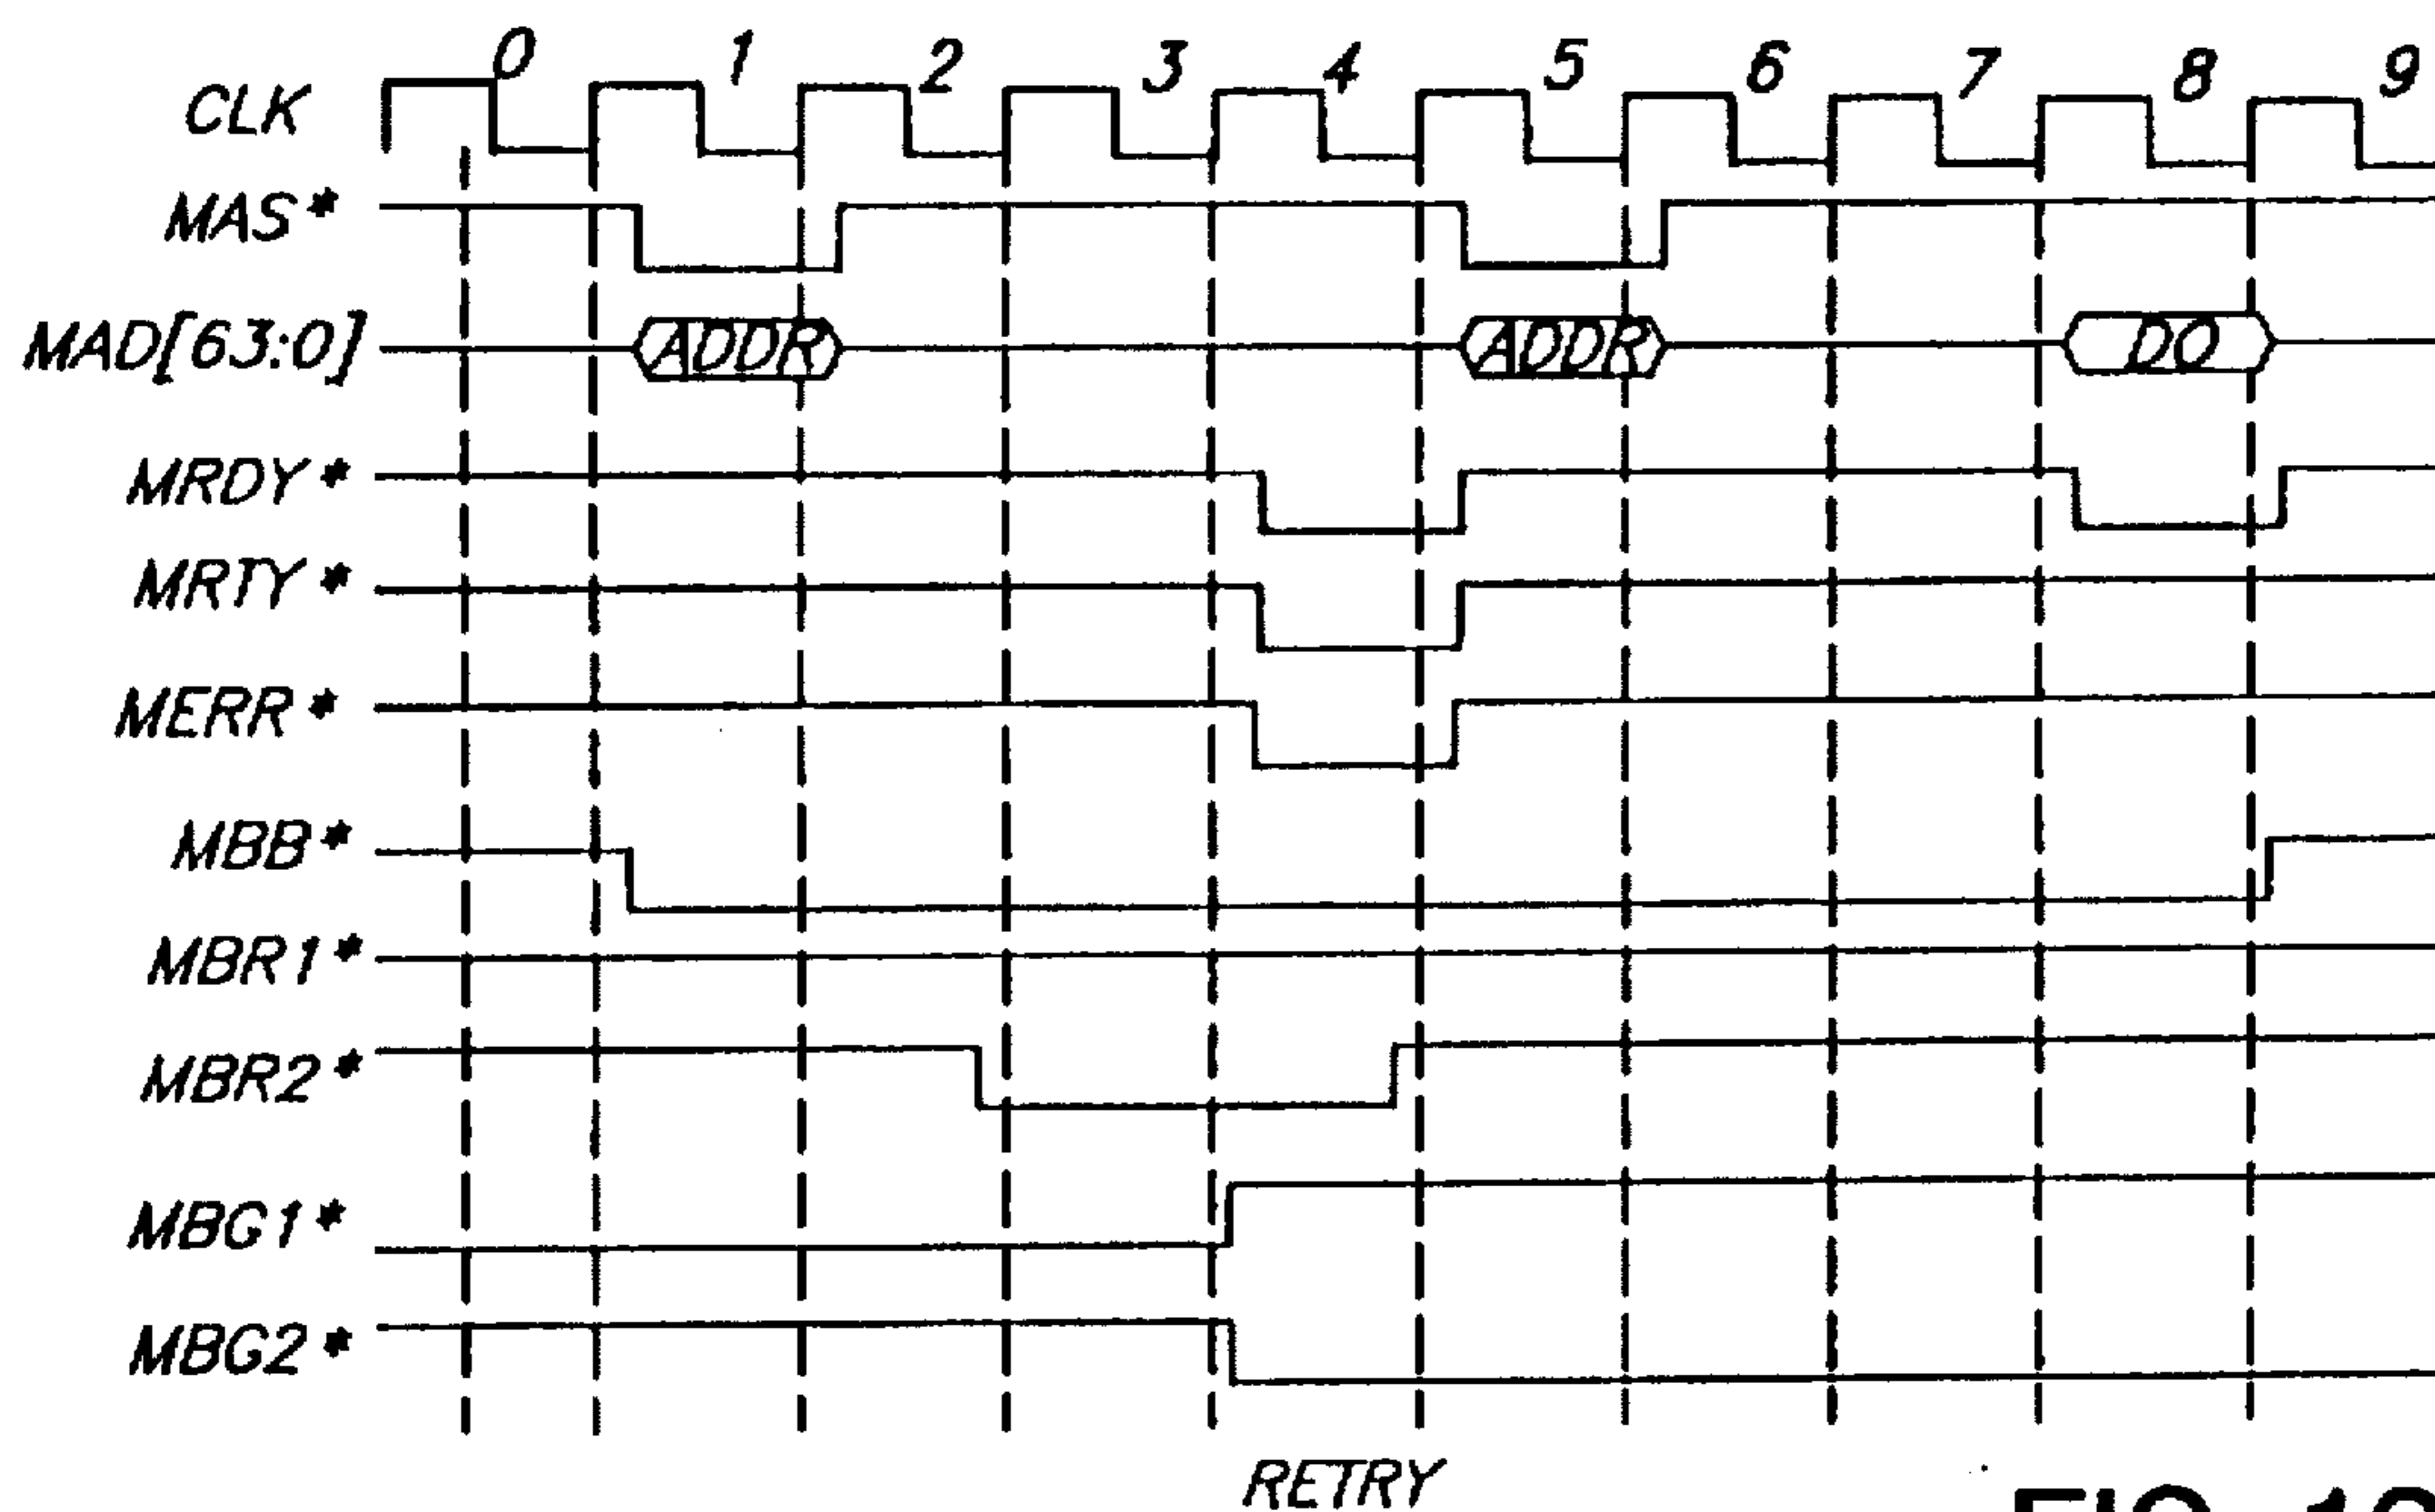 0 1 2 3 4 5 6 7 8 9
CLK
MAS*
MAD[63:0]
ADDR ADDR D0
MRDY*
MRTY*
MERR*
MBB*
MBR1*
MBR2*
MBG1*
MBG2*
RETRY